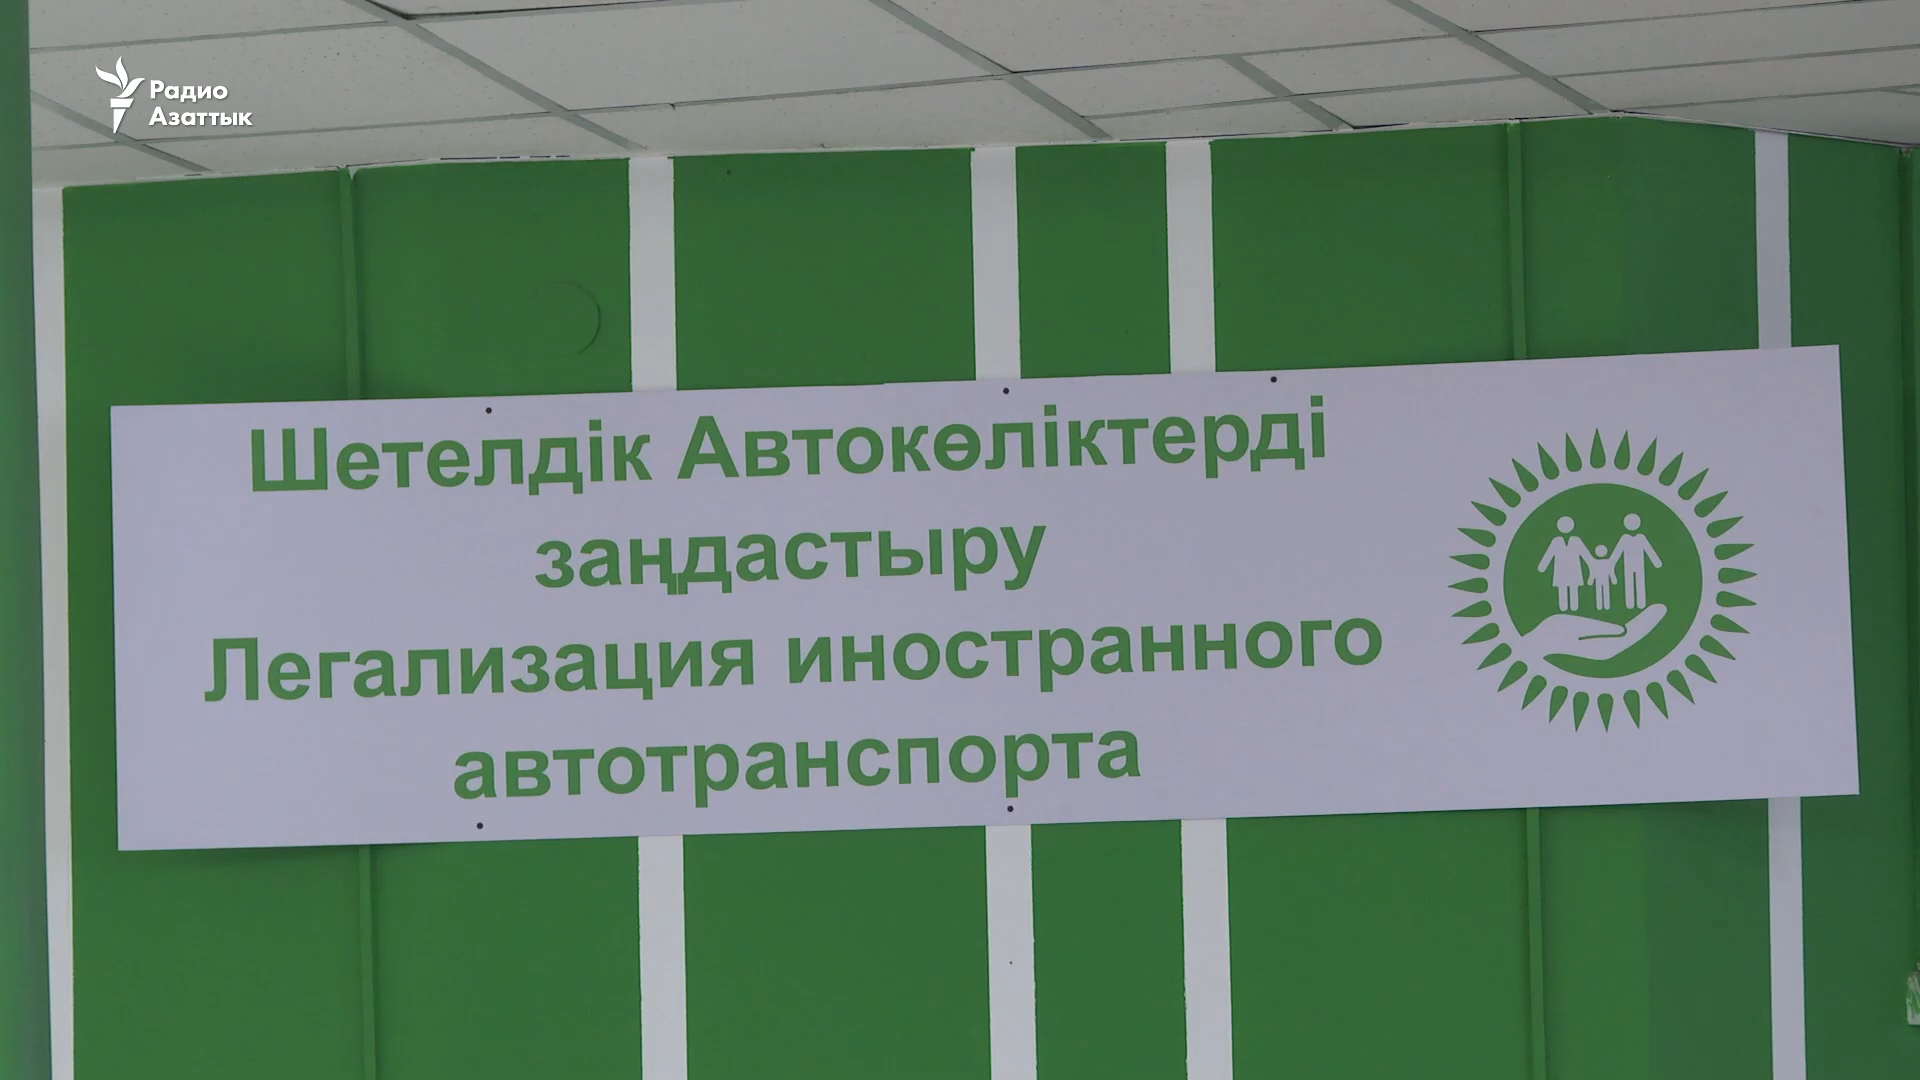 Радио
Азаттык
Шетелдік Автокөліктерді
заңдастыру
Легализация иностранного
автотранспорта